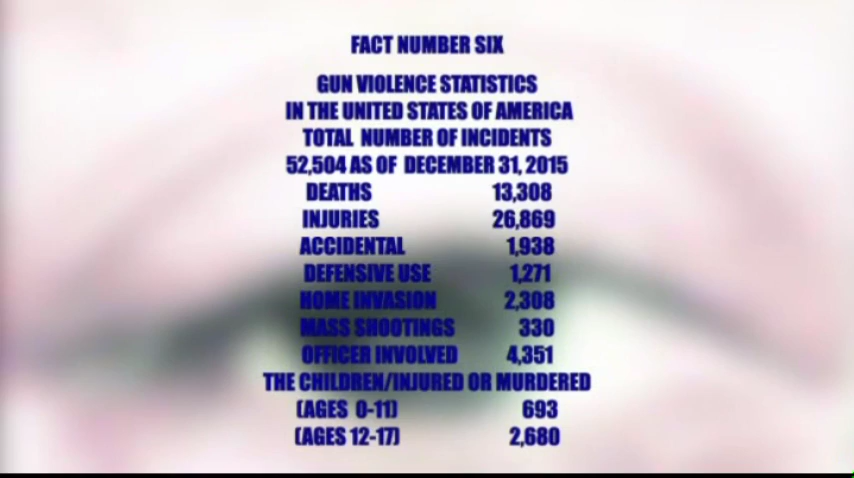 FACT NUMBER SIX
GUN VIOLENCE STATISTICS
IN THE UNITED STATES OF AMERICA
TOTAL NUMBER OF INCIDENTS
52,504 AS OF DECEMBER 31, 2015
DEATHS 13,308
INJURIES 26,869
ACCIDENTAL 1,938
DEFENSIVE USE 1,271
HOME INVASION 2,308
MASS SHOOTINGS 330
OFFICER INVOLVED 4,351
THE CHILDREN/INJURED OR MURDERED
(AGES 0-11) 693
(AGES 12-17) 2,680